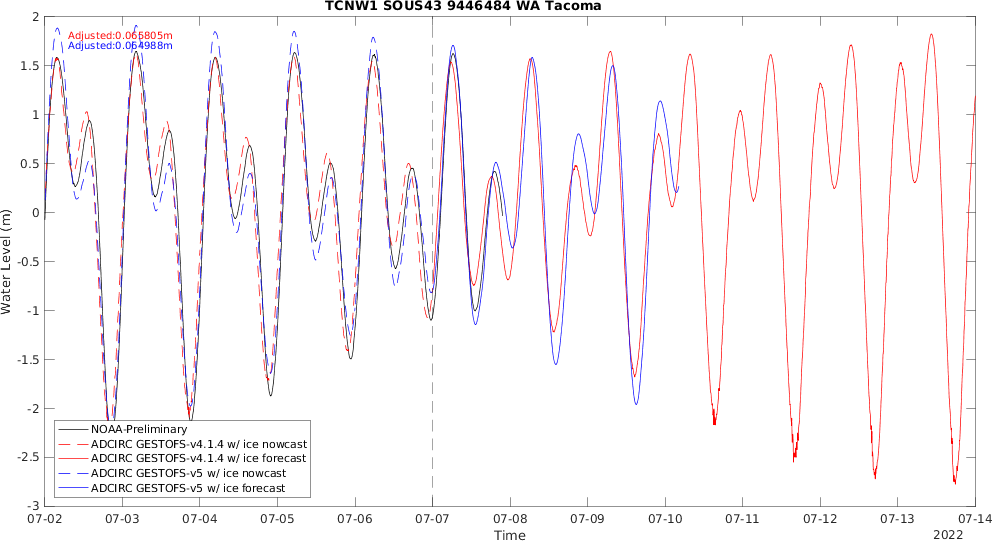 TCNW1 SOUS43 9446484 WA Tacoma
Adjusted:0.065805m
Adjusted:0.064988m
2
1.5
1
0.5
0
-0.5
-1
-1.5
-2
-2.5
-3
Water Level (m)
NOAA-Preliminary
ADCIRC GESTOFS-v4.1.4 w/ ice nowcast
ADCIRC GESTOFS-v4.1.4 w/ ice forecast
ADCIRC GESTOFS-v5 w/ ice nowcast
ADCIRC GESTOFS-v5 w/ ice forecast
07-02 07-03 07-04 07-05 07-06 07-07 07-08 07-09 07-10 07-11 07-12 07-13 07-14
Time
2022